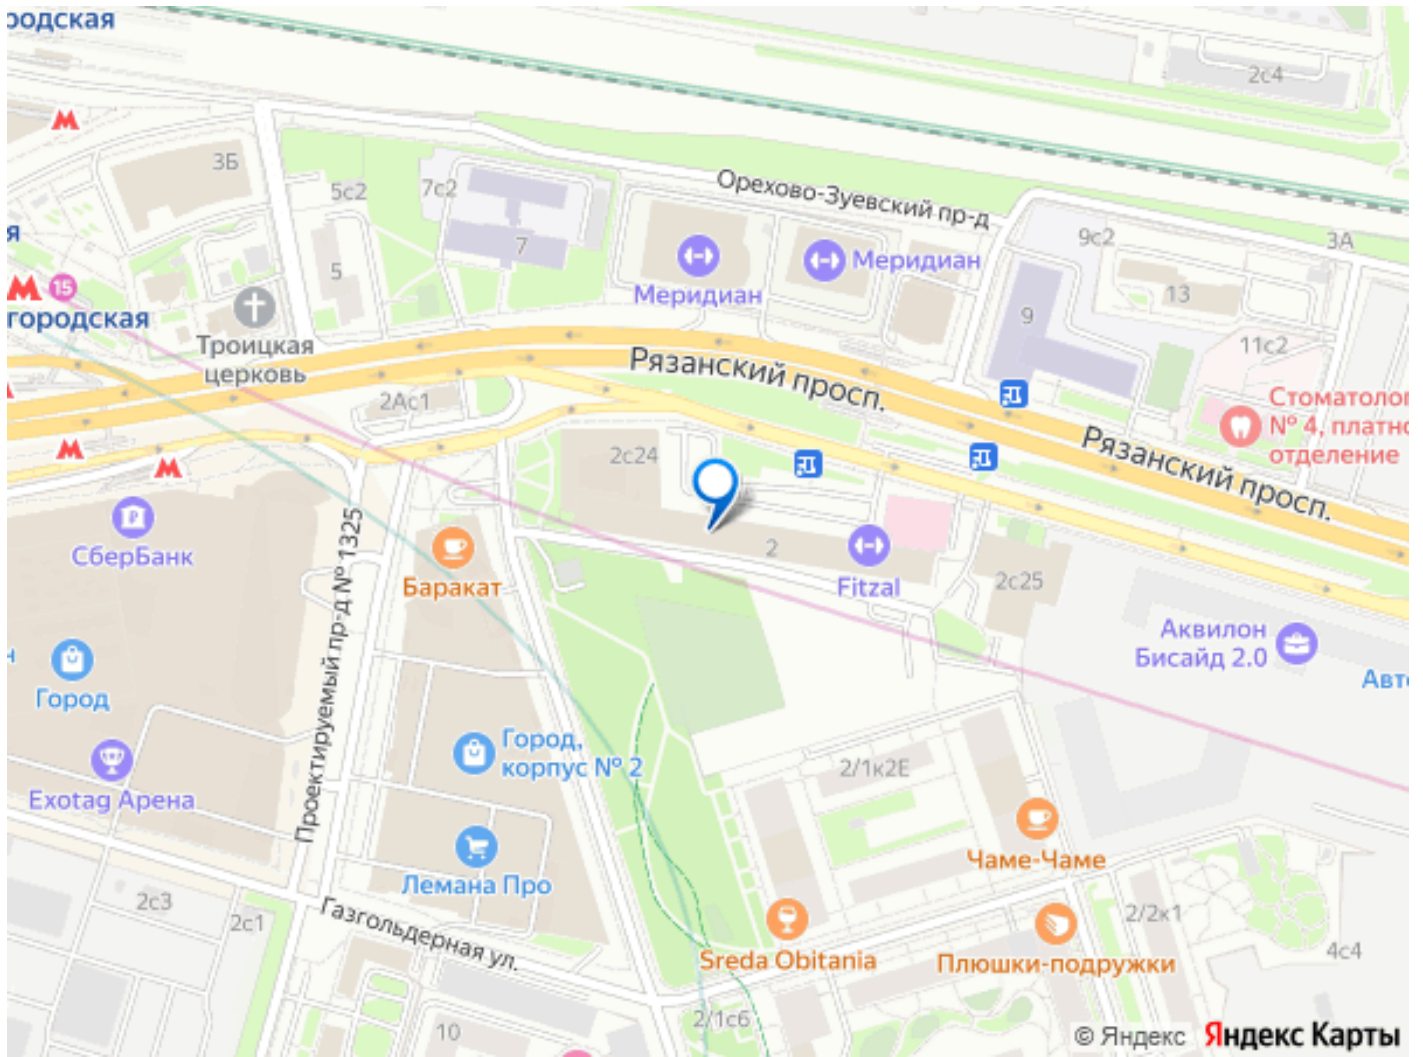 родская
2с4
3Б
5с2
7с2
Орехово-Зуевский пр-д
9с2
3А
я
7
5
Меридиан
Меридиан
13
15
городская
9
11с2
Троицкая
церковь
Рязанский просп.
2Ас1
Стоматолог
№ 4, платно
отделение
Рязанский просп.
2с24
СберБанк
Проектируемый пр-д № 1325
Баракат
2
Fitzal
2с25
Аквилон
Бисайд 2.0
н
Город
Авто
Город,
корпус № 2
2/1к2Е
Exotag Арена
Чаме-Чаме
Лемана Про
2с3
2с1
Газгольдерная ул.
2/2к1
4с4
Sreda Obitania
Плюшки-подружки
10
2/1с6
© Яндекс Яндекс Карты